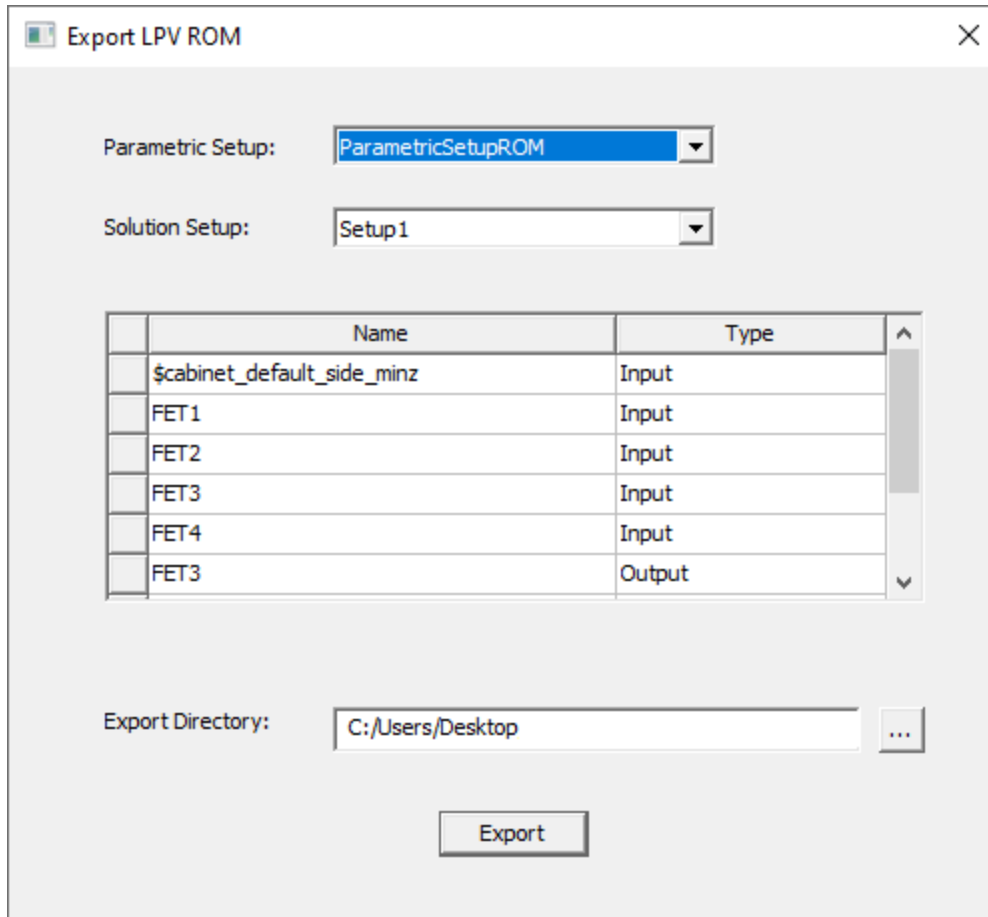 Export LPV ROM
Parametric Setup: ParametricSetupROM
Solution Setup: Setup1
Name Type
$cabinet_default_side_minz Input
FET1 Input
FET2 Input
FET3 Input
FET4 Input
FET3 Output
Export Directory: C:/Users/Desktop ...
Export